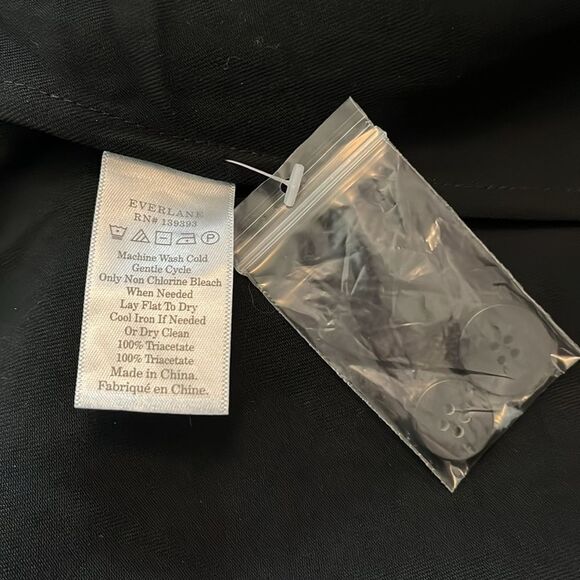 EVERLANE
RN# 139393
P
Machine Wash Cold
Gentle Cycle
Only Non Chlorine Bleach
When Needed
Lay Flat To Dry
Cool Iron If Needed
Or Dry Clean
100% Triacetate
100% Triacetate
Made in China.
Fabriqué en Chine.